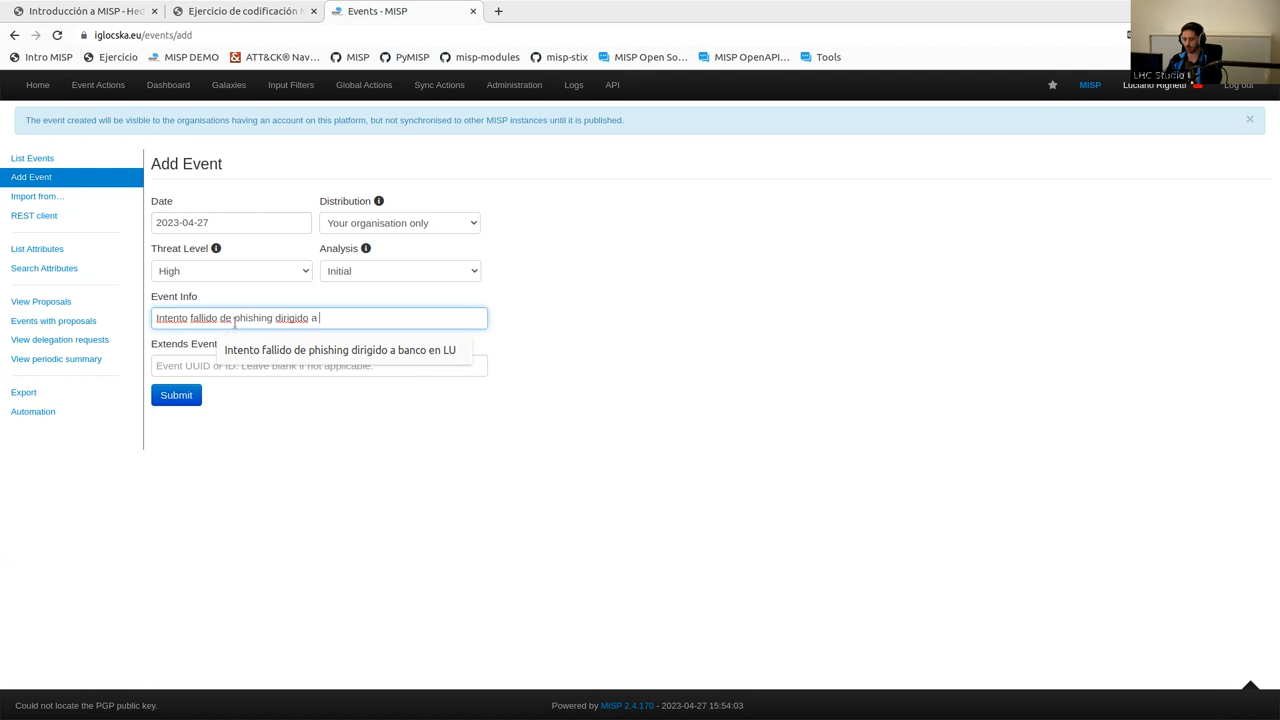 Introducción a MISP - Hed
Ejercicio de codificación
Events - MISP
iglocska.eu/events/add
Intro MISP Ejercicio MISP DEMO ATT&CK® Nav… MISP PyMISP misp-modules misp-stix MISP Open So… MISP OpenAPI… Tools
LHC Studio
Home Event Actions Dashboard Galaxies Input Filters Global Actions Sync Actions Administration Logs API MISP Luciano Righetti Log out
The event created will be visible to the organisations having an account on this platform, but not synchronised to other MISP instances until it is published.
List Events
Add Event
Import from…
REST client
List Attributes
Search Attributes
View Proposals
Events with proposals
View delegation requests
View periodic summary
Export
Automation
Add Event
Date Distribution
2023-04-27 Your organisation only
Threat Level Analysis
High Initial
Event Info
Intento fallido de phishing dirigido a
Intento fallido de phishing dirigido a banco en LU
Extends Event
Event UUID or ID. Leave blank if not applicable.
Submit
Could not locate the PGP public key. Powered by MISP 2.4.170 - 2023-04-27 15:54:03